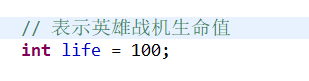 // 表示英雄战机生命值
int life = 100;